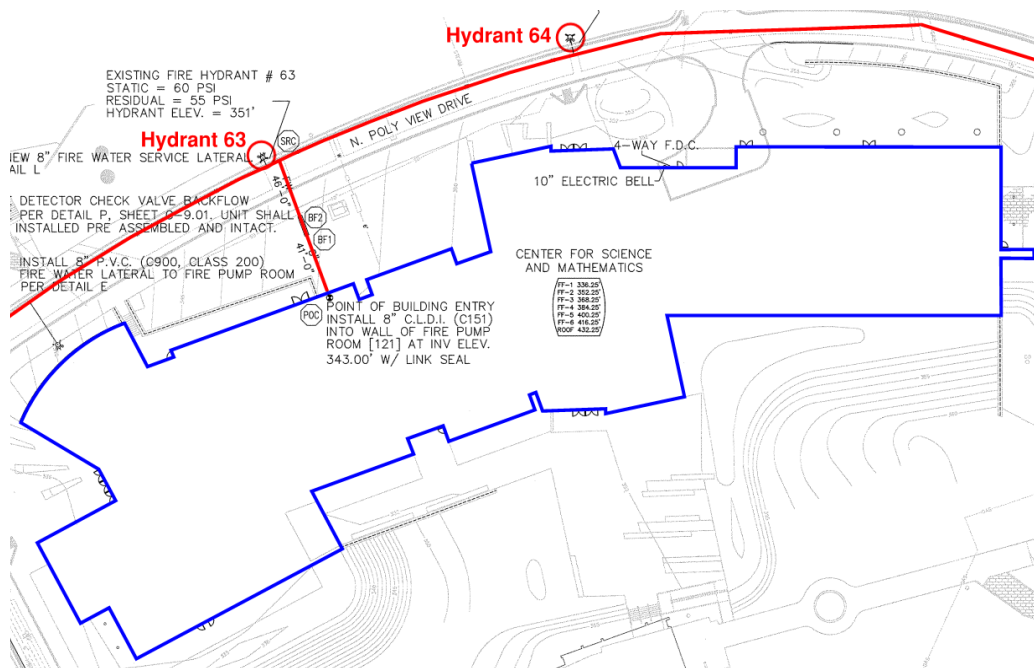 Hydrant 64
EXISTING FIRE HYDRANT # 63
STATIC = 60 PSI
RESIDUAL = 55 PSI
HYDRANT ELEV. = 351'
Hydrant 63
SRC
N. POLY VIEW DRIVE
NEW 8" FIRE WATER SERVICE LATERAL
AIL L
4-WAY F.D.C.
10" ELECTRIC BELL
46'-0"
DETECTOR CHECK VALVE BACKFLOW
PER DETAIL P, SHEET C-9.01. UNIT SHALL
INSTALLED PRE ASSEMBLED AND INTACT.
BF2
BF1
41'-0"
INSTALL 8" P.V.C. (C900, CLASS 200)
FIRE WATER LATERAL TO FIRE PUMP ROOM
PER DETAIL E
CENTER FOR SCIENCE
AND MATHEMATICS
FF-1 336.25'
FF-2 352.25'
FF-3 368.25'
FF-4 384.25'
FF-5 400.25'
FF-6 416.25'
ROOF 432.25'
POC
POINT OF BUILDING ENTRY
INSTALL 8" C.L.D.I. (C151)
INTO WALL OF FIRE PUMP
ROOM [121] AT INV ELEV.
343.00' W/ LINK SEAL